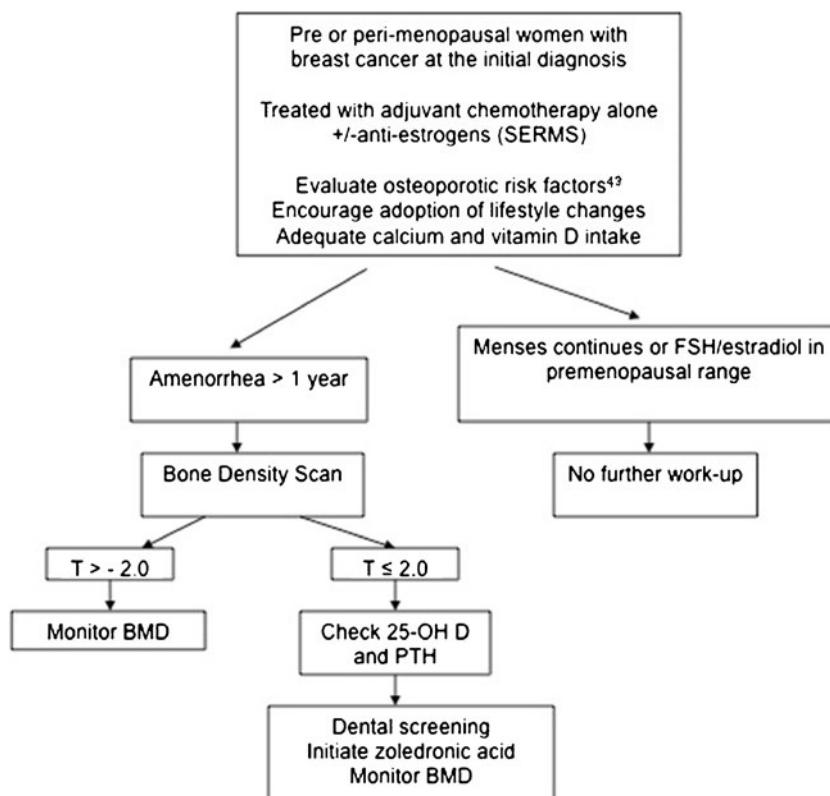 Pre or peri-menopausal women with
breast cancer at the initial diagnosis
Treated with adjuvant chemotherapy alone
+/-anti-estrogens (SERMS)
Evaluate osteoporotic risk factors⁴³
Encourage adoption of lifestyle changes
Adequate calcium and vitamin D intake
Amenorrhea > 1 year
Menses continues or FSH/estradiol in
premenopausal range
Bone Density Scan
No further work-up
T > - 2.0
T ≤ 2.0
Monitor BMD
Check 25-OH D
and PTH
Dental screening
Initiate zoledronic acid
Monitor BMD